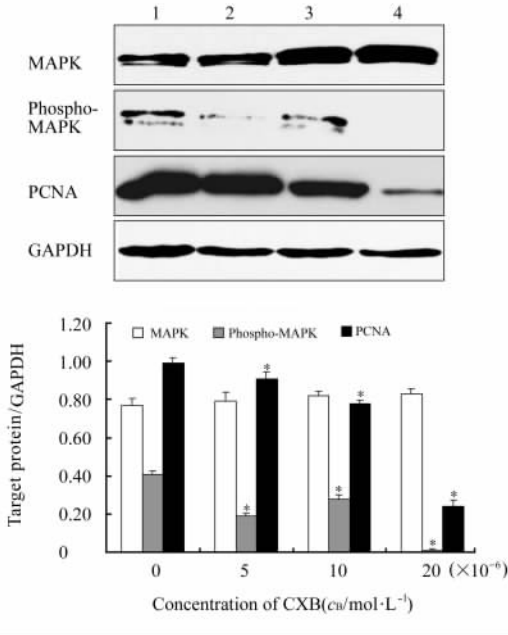 1 2 3 4
MAPK
Phospho-
MAPK
PCNA
GAPDH
1.20
1.00
0.80
0.60
0.40
0.20
0
Target protein/GAPDH
MAPK Phospho-MAPK PCNA
* * * * * *
0 5 10 20 (×10⁻⁶)
Concentration of CXB(cB/mol·L⁻¹)